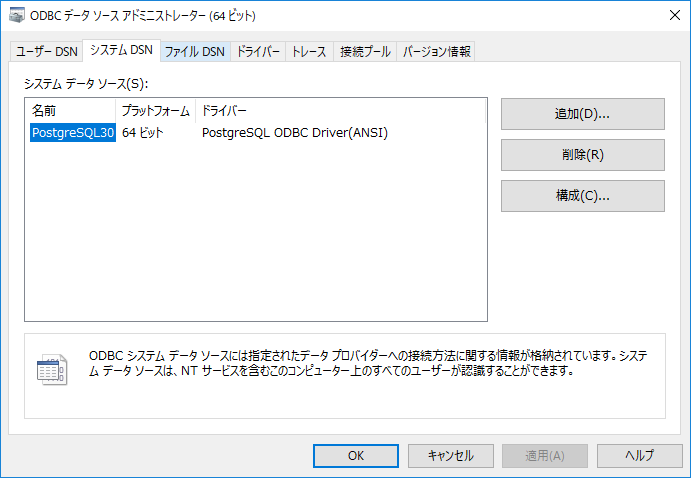 ODBC データ ソース アドミニストレーター (64 ビット)
ユーザー DSN システム DSN ファイル DSN ドライバー トレース 接続プール バージョン情報
システム データ ソース(S):
名前 プラットフォーム ドライバー
PostgreSQL30 64 ビット PostgreSQL ODBC Driver(ANSI)
追加(D)...
削除(R)
構成(C)...
ODBC システム データ ソースには指定されたデータ プロバイダーへの接続方法に関する情報が格納されています。システ
ム データ ソースは、NT サービスを含むこのコンピューター上のすべてのユーザーが認識することができます。
OK キャンセル 適用(A) ヘルプ